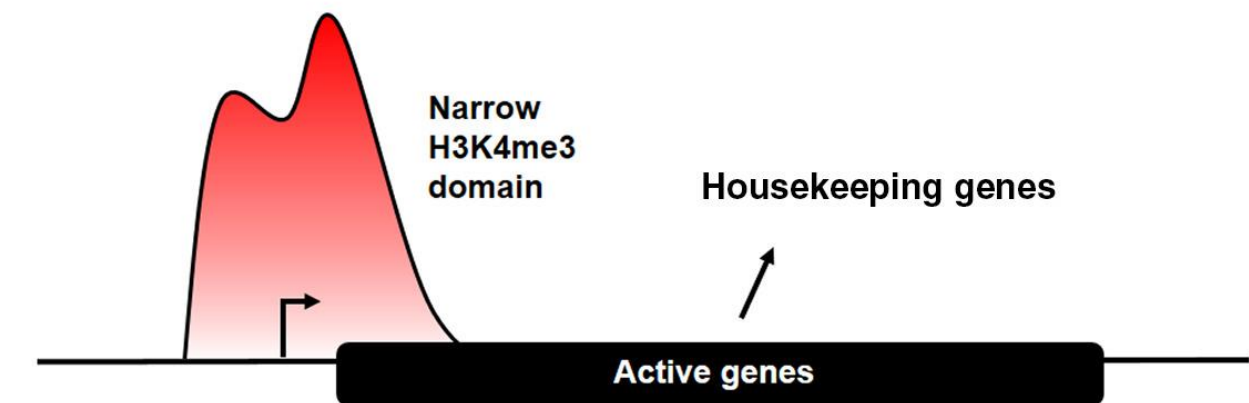 Narrow
H3K4me3
domain
Housekeeping genes
Active genes